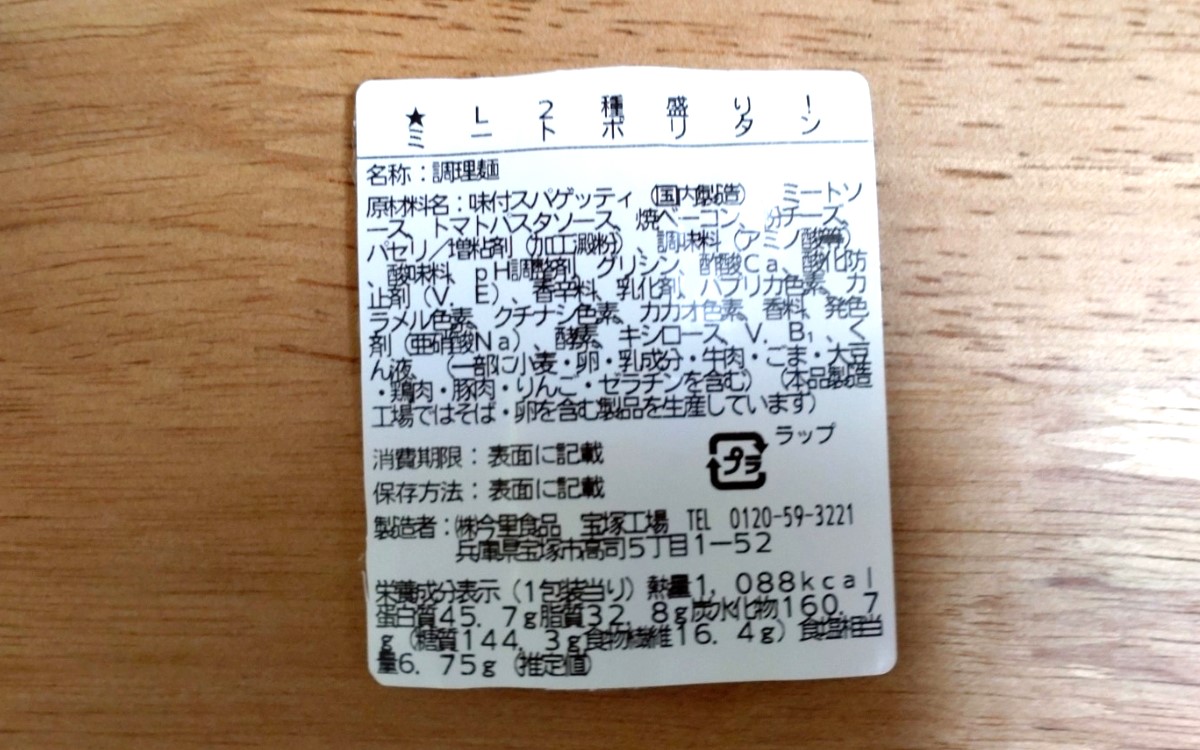 ★L2種盛り！
ミートポリタン
名称：調理麺
原材料名：味付スパゲッティ（国内製造）、ミートソ
ース、トマトパスタソース、焼ベーコン、粉チーズ、
パセリ／増粘剤（加工澱粉）、調味料（アミノ酸等）
、酸味料、pH調整剤、グリシン、酢酸Ca、酸化防
止剤（V．E）、香辛料、乳化剤、パプリカ色素、カ
ラメル色素、クチナシ色素、カカオ色素、香料、発色
剤（亜硝酸Na）、酵素、キシロース、V．B₁、く
ん液、（一部に小麦・卵・乳成分・牛肉・ごま・大豆
・鶏肉・豚肉・りんご・ゼラチンを含む）（本品製造
工場ではそば・卵を含む製品を生産しています）
消費期限：表面に記載
プラ ラップ
保存方法：表面に記載
製造者：㈱今里食品　宝塚工場　TEL　0120-59-3221
兵庫県宝塚市高司5丁目1－52
栄養成分表示（1包装当り）熱量1，088kcal
蛋白質45．7g脂質32．8g炭水化物160．7
g（糖質144．3g食物繊維16．4g）食塩相当
量6．75g（推定値）